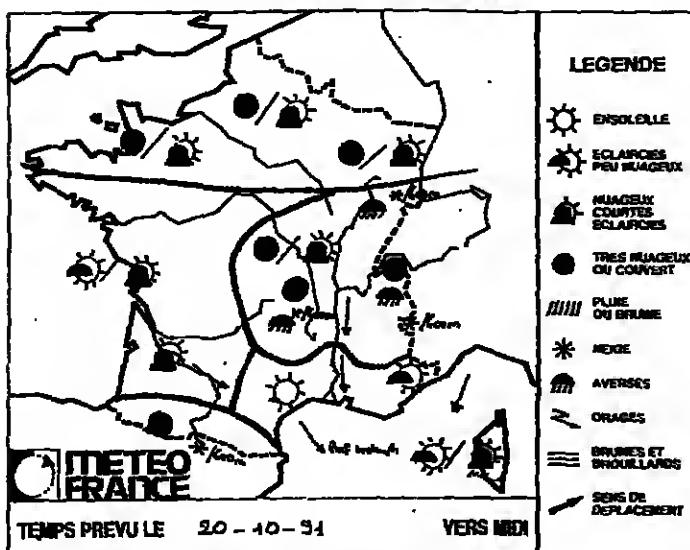 LEGENDE
ENSOLEILLE
ECLAIRCIES
PEU NUAGEUX
NUAGEUX
COURTES
ECLAIRCIES
TRES NUAGEUX
OU COUVERT
PLUIE
OU BRUME
NEIGE
AVERSES
ORAGES
BRUMES ET
BROUILLARDS
SENS DE
DEPLACEMENT
METEO
FRANCE
TEMPS PREVU LE 20-10-91 VERS MIDI